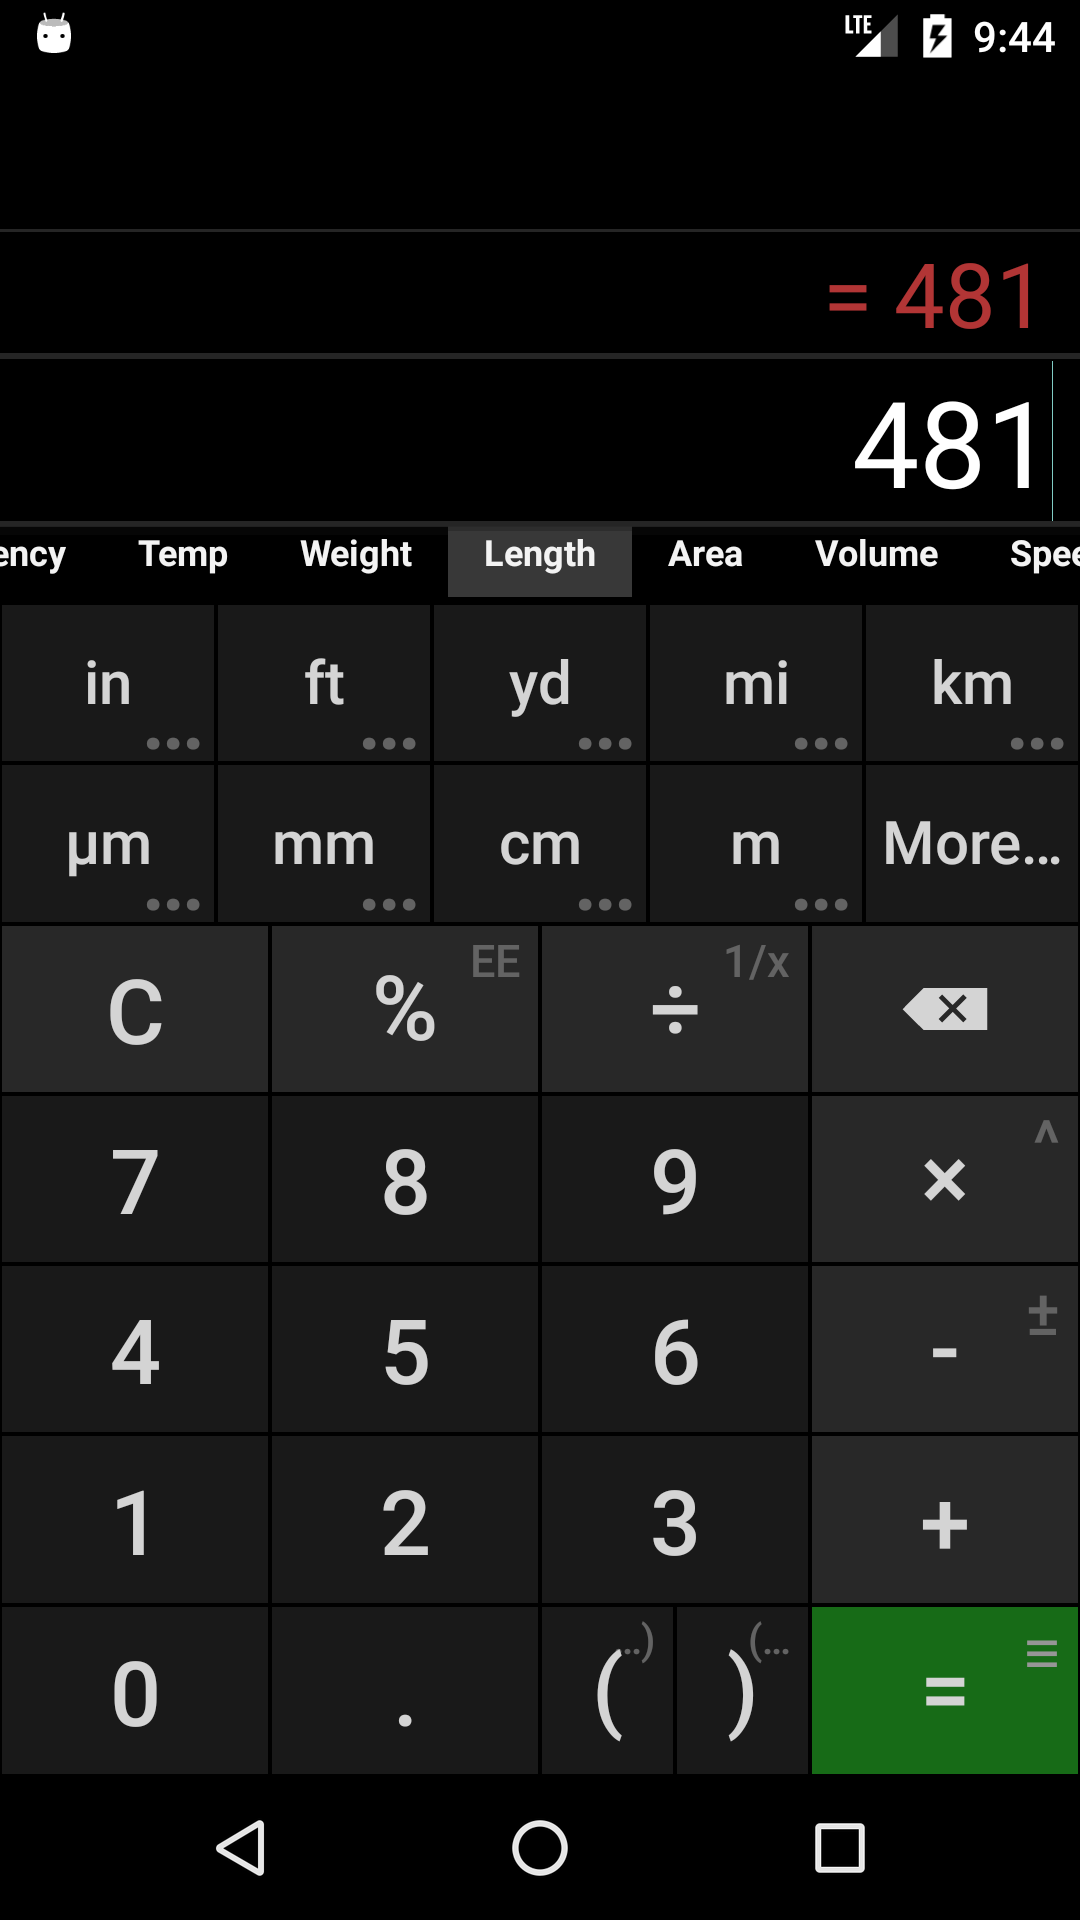 LTE 9:44
= 481
481
ency Temp Weight Length Area Volume Spee
in ft yd mi km
µm mm cm m More...
C % EE ÷ 1/x
7 8 9 × ^
4 5 6 - ±
1 2 3 +
0 . ( ..) ) (... =